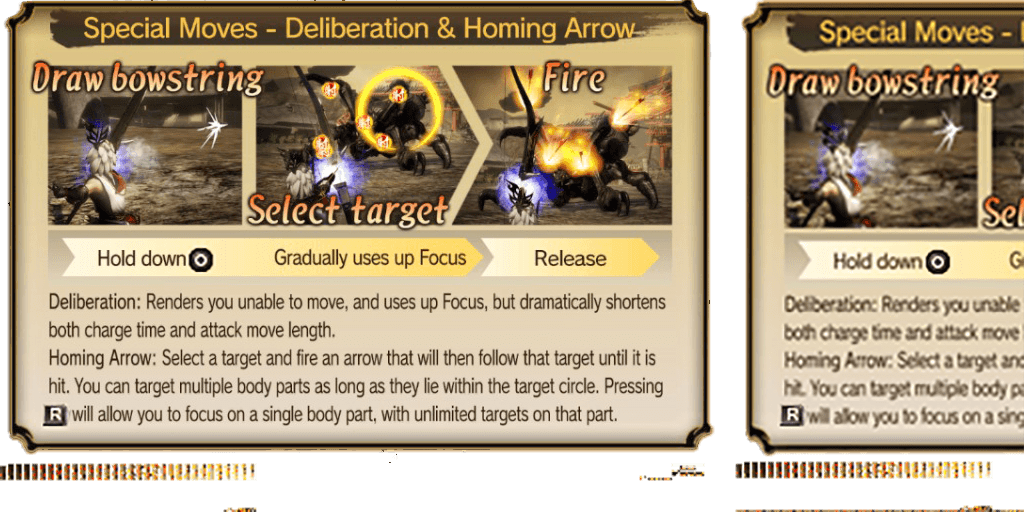 Special Moves - Deliberation & Homing Arrow
Draw bowstring
Select target
Fire
Hold down
Gradually uses up Focus
Release
Deliberation: Renders you unable to move, and uses up Focus, but dramatically shortens
both charge time and attack move length.
Homing Arrow: Select a target and fire an arrow that will then follow that target until it is
hit. You can target multiple body parts as long as they lie within the target circle. Pressing
R will allow you to focus on a single body part, with unlimited targets on that part.
Special Moves -
Draw bowstring
Sel
Hold down
G
Deliberation: Renders you unable
both charge time and attack move
Homing Arrow: Select a target and
hit. You can target multiple body pa
R will allow you to focus on a sing